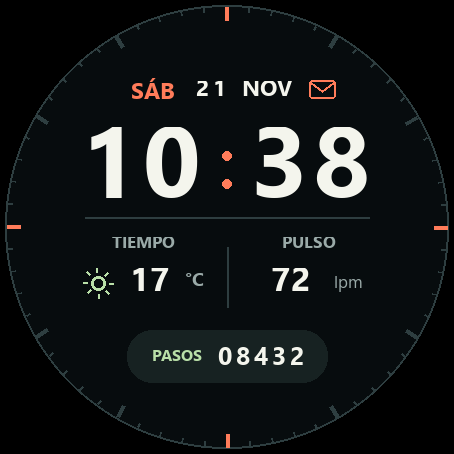 SÁB 21 NOV
10:38
TIEMPO PULSO
17 °C 72 lpm
PASOS 08432